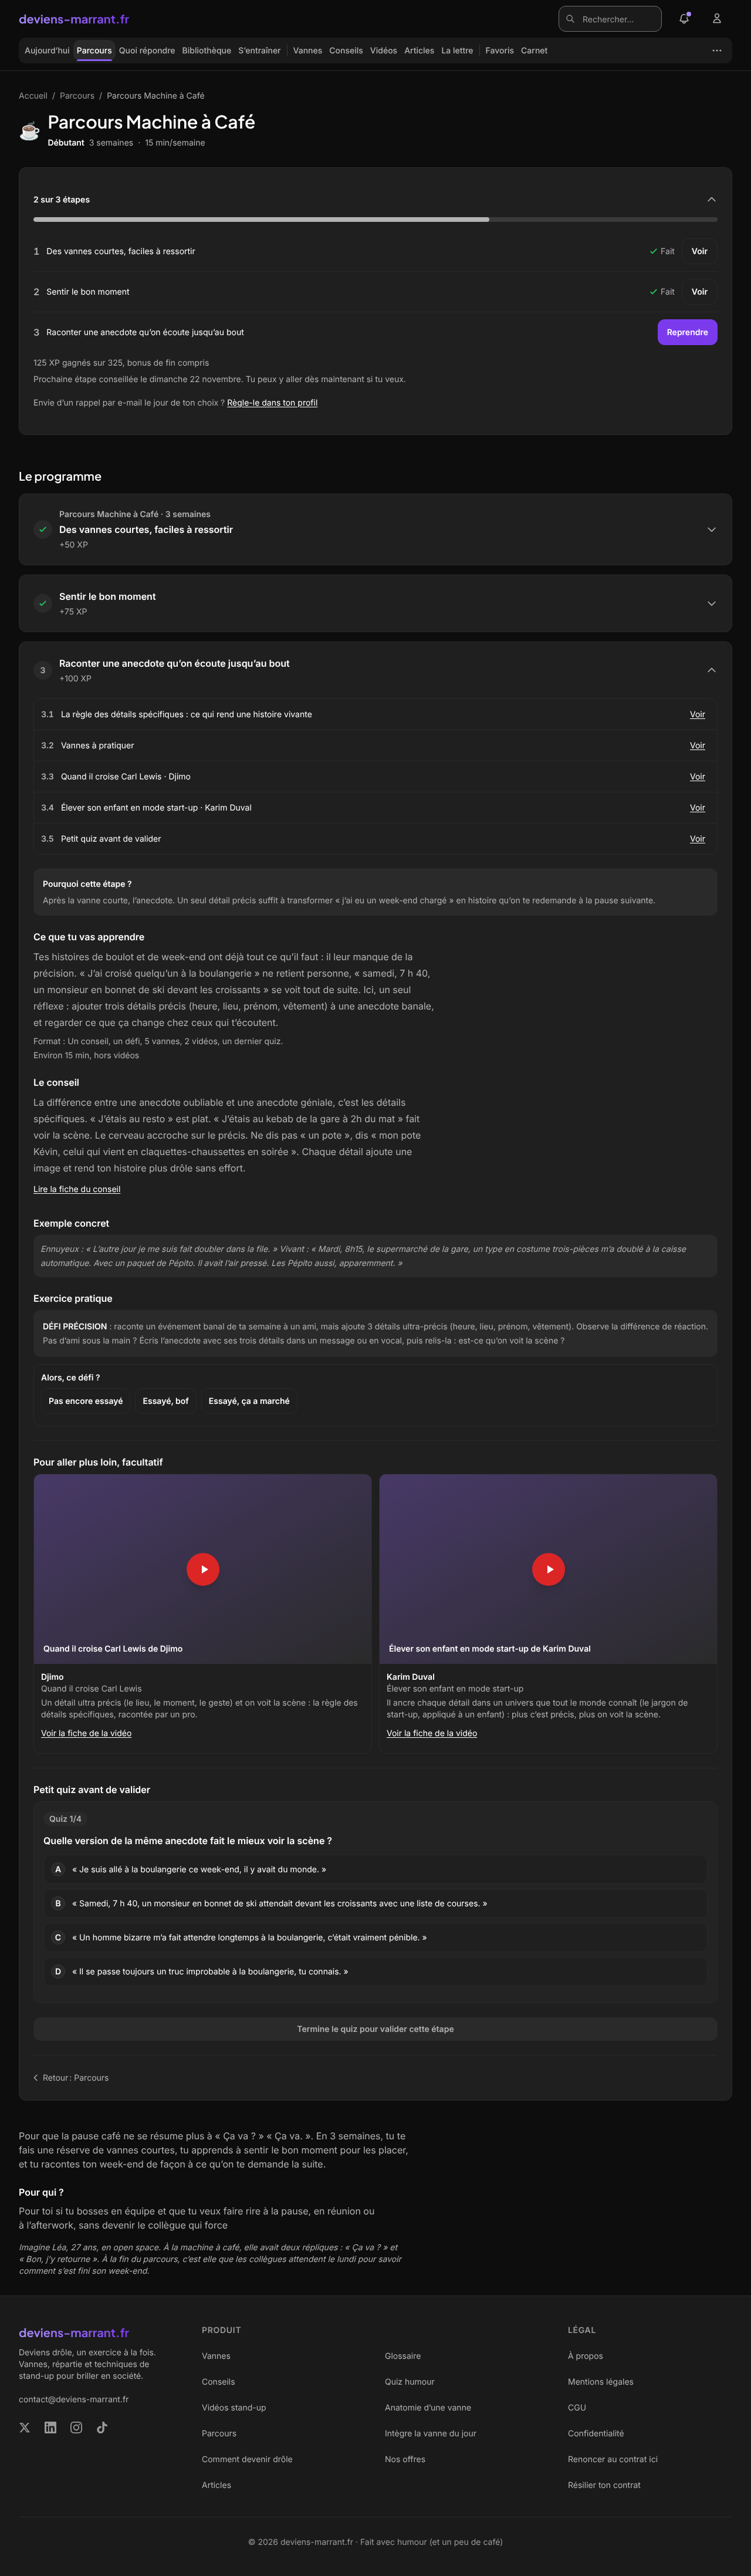 deviens-marrant.fr
Rechercher...
Aujourd'hui Parcours Quoi répondre Bibliothèque S'entraîner Vannes Conseils Vidéos Articles La lettre Favoris Carnet
Accueil / Parcours / Parcours Machine à Café
Parcours Machine à Café
Débutant 3 semaines · 15 min/semaine
2 sur 3 étapes
1 Des vannes courtes, faciles à ressortir Fait Voir
2 Sentir le bon moment Fait Voir
3 Raconter une anecdote qu'on écoute jusqu'au bout Reprendre
125 XP gagnés sur 325, bonus de fin compris
Prochaine étape conseillée le dimanche 22 novembre. Tu peux y aller dès maintenant si tu veux.
Envie d'un rappel par e-mail le jour de ton choix ? Règle-le dans ton profil
Le programme
Parcours Machine à Café · 3 semaines
Des vannes courtes, faciles à ressortir
+50 XP
Sentir le bon moment
+75 XP
3
Raconter une anecdote qu'on écoute jusqu'au bout
+100 XP
3.1 La règle des détails spécifiques : ce qui rend une histoire vivante Voir
3.2 Vannes à pratiquer Voir
3.3 Quand il croise Carl Lewis · Djimo Voir
3.4 Élever son enfant en mode start-up · Karim Duval Voir
3.5 Petit quiz avant de valider Voir
Pourquoi cette étape ?
Après la vanne courte, l'anecdote. Un seul détail précis suffit à transformer « j'ai eu un week-end chargé » en histoire qu'on te redemande à la pause suivante.
Ce que tu vas apprendre
Tes histoires de boulot et de week-end ont déjà tout ce qu'il faut : il leur manque de la
précision. « J'ai croisé quelqu'un à la boulangerie » ne retient personne, « samedi, 7 h 40,
un monsieur en bonnet de ski devant les croissants » se voit tout de suite. Ici, un seul
réflexe : ajouter trois détails précis (heure, lieu, prénom, vêtement) à une anecdote banale,
et regarder ce que ça change chez ceux qui t'écoutent.
Format : Un conseil, un défi, 5 vannes, 2 vidéos, un dernier quiz.
Environ 15 min, hors vidéos
Le conseil
La différence entre une anecdote oubliable et une anecdote géniale, c'est les détails
spécifiques. « J'étais au resto » est plat. « J'étais au kebab de la gare à 2h du mat » fait
voir la scène. Le cerveau accroche sur le précis. Ne dis pas « un pote », dis « mon pote
Kévin, celui qui vient en claquettes-chaussettes en soirée ». Chaque détail ajoute une
image et rend ton histoire plus drôle sans effort.
Lire la fiche du conseil
Exemple concret
Ennuyeux : « L'autre jour je me suis fait doubler dans la file. » Vivant : « Mardi, 8h15, le supermarché de la gare, un type en costume trois-pièces m'a doublé à la caisse
automatique. Avec un paquet de Pépito. Il avait l'air pressé. Les Pépito aussi, apparemment. »
Exercice pratique
DÉFI PRÉCISION : raconte un événement banal de ta semaine à un ami, mais ajoute 3 détails ultra-précis (heure, lieu, prénom, vêtement). Observe la différence de réaction.
Pas d'ami sous la main ? Écris l'anecdote avec ses trois détails dans un message ou en vocal, puis relis-la : est-ce qu'on voit la scène ?
Alors, ce défi ?
Pas encore essayé Essayé, bof Essayé, ça a marché
Pour aller plus loin, facultatif
Quand il croise Carl Lewis de Djimo
Djimo
Quand il croise Carl Lewis
Un détail ultra précis (le lieu, le moment, le geste) et on voit la scène : la règle des
détails spécifiques, racontée par un pro.
Voir la fiche de la vidéo
Élever son enfant en mode start-up de Karim Duval
Karim Duval
Élever son enfant en mode start-up
Il ancre chaque détail dans un univers que tout le monde connaît (le jargon de
start-up, appliqué à un enfant) : plus c'est précis, plus on voit la scène.
Voir la fiche de la vidéo
Petit quiz avant de valider
Quiz 1/4
Quelle version de la même anecdote fait le mieux voir la scène ?
A « Je suis allé à la boulangerie ce week-end, il y avait du monde. »
B « Samedi, 7 h 40, un monsieur en bonnet de ski attendait devant les croissants avec une liste de courses. »
C « Un homme bizarre m'a fait attendre longtemps à la boulangerie, c'était vraiment pénible. »
D « Il se passe toujours un truc improbable à la boulangerie, tu connais. »
Termine le quiz pour valider cette étape
Retour : Parcours
Pour que la pause café ne se résume plus à « Ça va ? » « Ça va. ». En 3 semaines, tu te
fais une réserve de vannes courtes, tu apprends à sentir le bon moment pour les placer,
et tu racontes ton week-end de façon à ce qu'on te demande la suite.
Pour qui ?
Pour toi si tu bosses en équipe et que tu veux faire rire à la pause, en réunion ou
à l'afterwork, sans devenir le collègue qui force
Imagine Léa, 27 ans, en open space. À la machine à café, elle avait deux répliques : « Ça va ? » et
« Bon, j'y retourne ». À la fin du parcours, c'est elle que les collègues attendent le lundi pour savoir
comment s'est fini son week-end.
deviens-marrant.fr
Deviens drôle, un exercice à la fois.
Vannes, répartie et techniques de
stand-up pour briller en société.
contact@deviens-marrant.fr
PRODUIT
Vannes
Conseils
Vidéos stand-up
Parcours
Comment devenir drôle
Articles
Glossaire
Quiz humour
Anatomie d'une vanne
Intègre la vanne du jour
Nos offres
LÉGAL
À propos
Mentions légales
CGU
Confidentialité
Renoncer au contrat ici
Résilier ton contrat
© 2026 deviens-marrant.fr · Fait avec humour (et un peu de café)